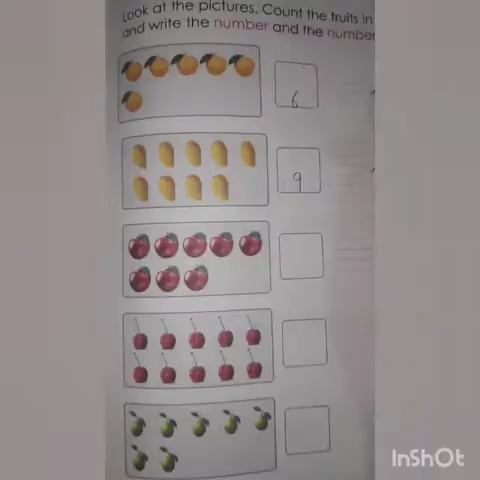 Look at the pictures. Count the fruits in
and write the number and the number
6
9
InShOt